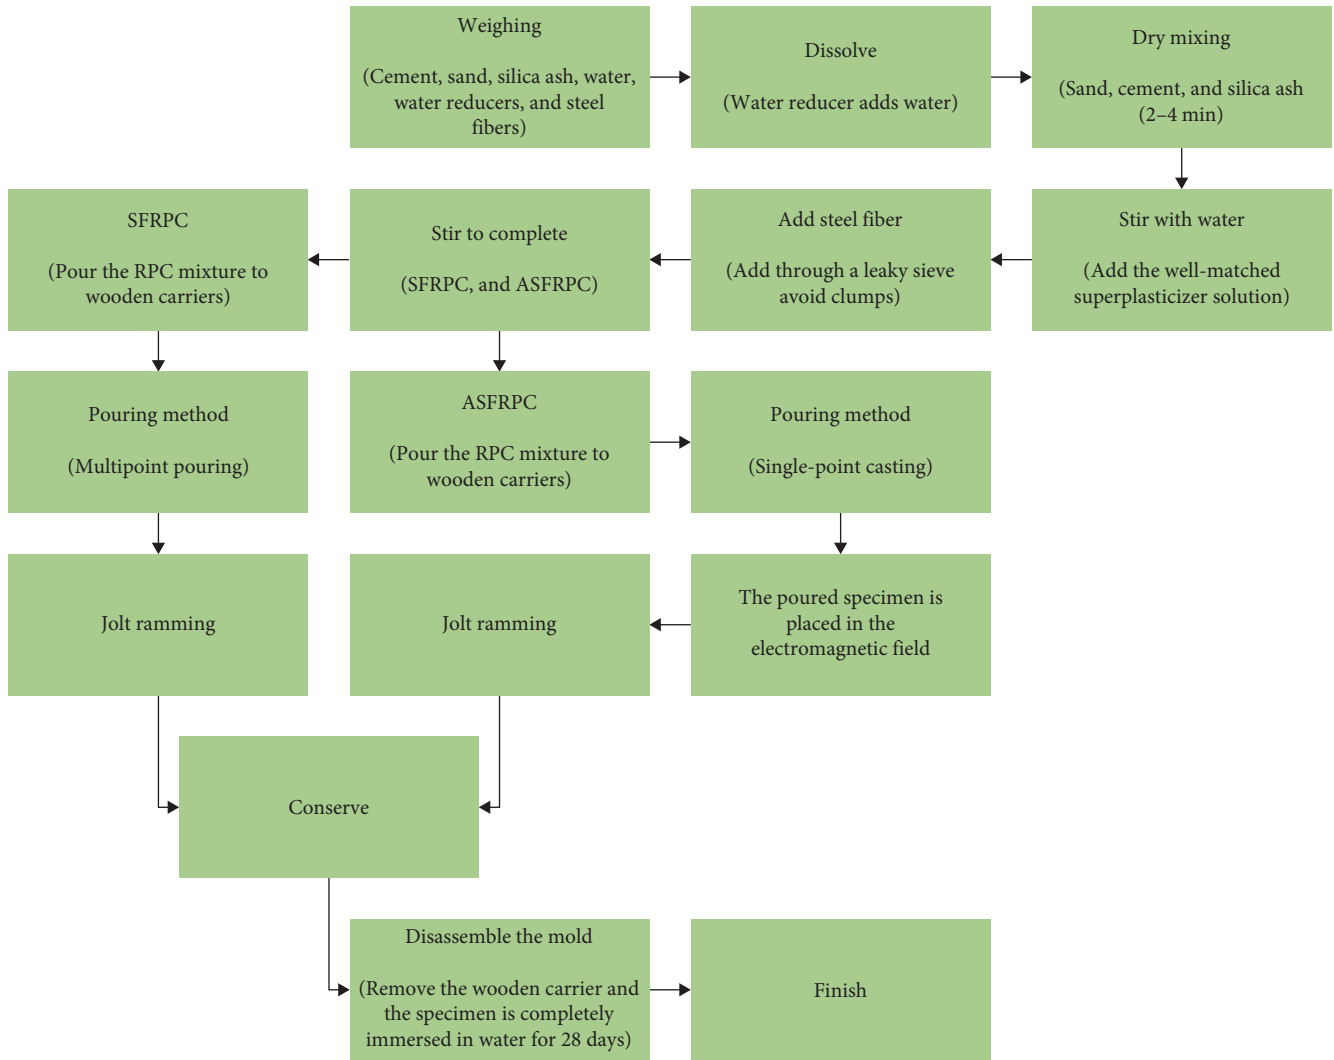 Weighing
(Cement, sand, silica ash, water,
water reducers, and steel
fibers)
Dissolve
(Water reducer adds water)
Dry mixing
(Sand, cement, and silica ash
(2–4 min)
SFRPC
(Pour the RPC mixture to
wooden carriers)
Stir to complete
(SFRPC, and ASFRPC)
Add steel fiber
(Add through a leaky sieve
avoid clumps)
Stir with water
(Add the well-matched
superplasticizer solution)
Pouring method
(Multipoint pouring)
ASFRPC
(Pour the RPC mixture to
wooden carriers)
Pouring method
(Single-point casting)
Jolt ramming
Jolt ramming
The poured specimen is
placed in the
electromagnetic field
Conserve
Disassemble the mold
(Remove the wooden carrier and
the specimen is completely
immersed in water for 28 days)
Finish